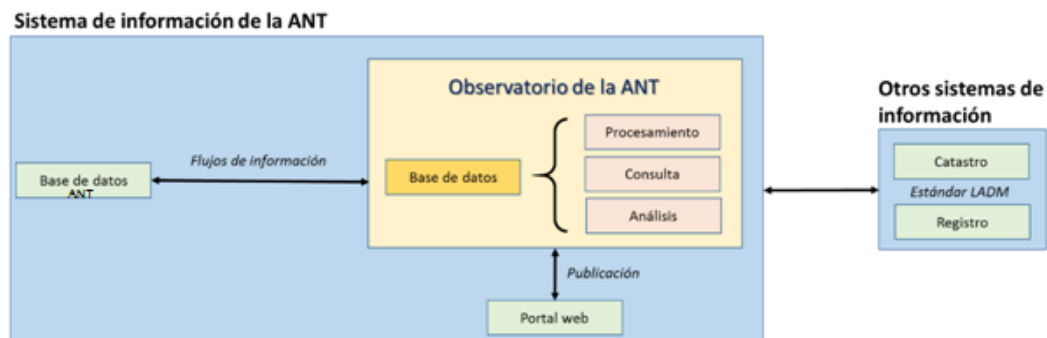 Sistema de información de la ANT
Observatorio de la ANT
Otros sistemas de
información
Procesamiento
Flujos de información
Base de datos
ANT
Base de datos
Consulta
Análisis
Catastro
Estándar LADM
Registro
Publicación
Portal web